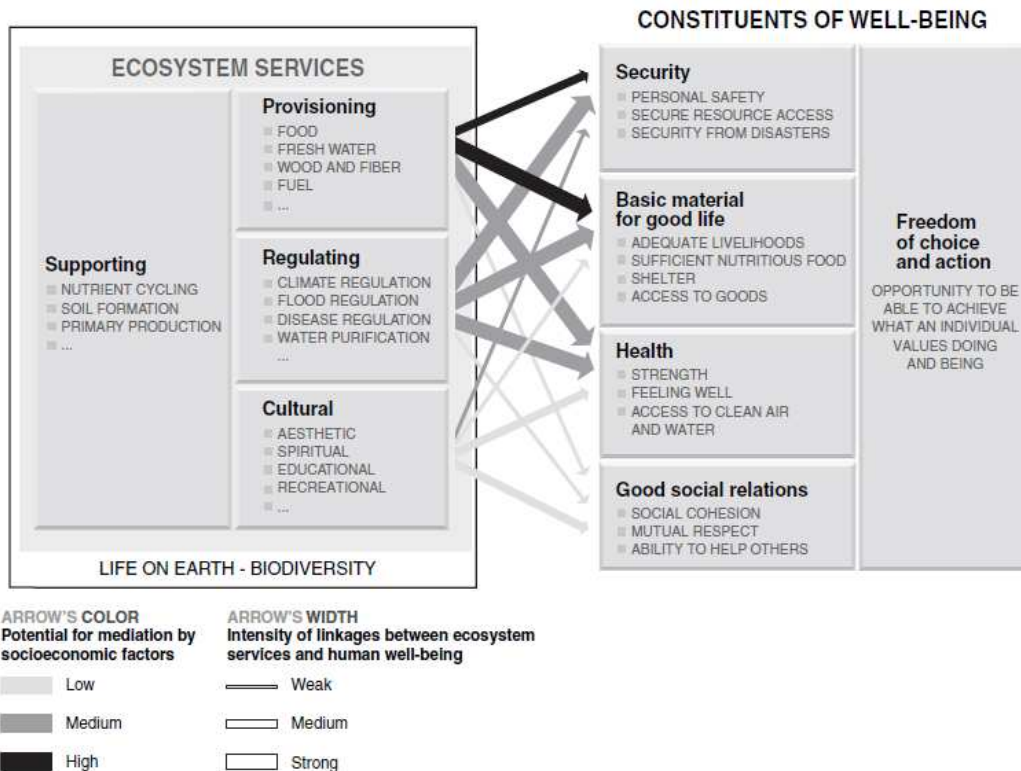 CONSTITUENTS OF WELL-BEING
ECOSYSTEM SERVICES
Supporting
NUTRIENT CYCLING
SOIL FORMATION
PRIMARY PRODUCTION
...
Provisioning
FOOD
FRESH WATER
WOOD AND FIBER
FUEL
...
Regulating
CLIMATE REGULATION
FLOOD REGULATION
DISEASE REGULATION
WATER PURIFICATION
...
Cultural
AESTHETIC
SPIRITUAL
EDUCATIONAL
RECREATIONAL
...
LIFE ON EARTH - BIODIVERSITY
Security
PERSONAL SAFETY
SECURE RESOURCE ACCESS
SECURITY FROM DISASTERS
Basic material
for good life
ADEQUATE LIVELIHOODS
SUFFICIENT NUTRITIOUS FOOD
SHELTER
ACCESS TO GOODS
Health
STRENGTH
FEELING WELL
ACCESS TO CLEAN AIR
AND WATER
Good social relations
SOCIAL COHESION
MUTUAL RESPECT
ABILITY TO HELP OTHERS
Freedom
of choice
and action
OPPORTUNITY TO BE
ABLE TO ACHIEVE
WHAT AN INDIVIDUAL
VALUES DOING
AND BEING
ARROW'S COLOR
Potential for mediation by
socioeconomic factors
Low
Medium
High
ARROW'S WIDTH
Intensity of linkages between ecosystem
services and human well-being
Weak
Medium
Strong